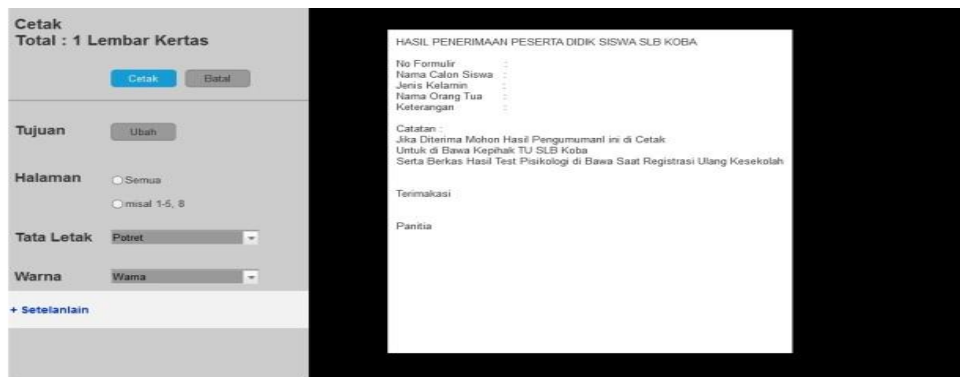 Cetak
Total : 1 Lembar Kertas
Cetak Batal
Tujuan Ubah
Halaman Semua
misal 1-5, 8
Tata Letak Potret
Warna Warna
+ Setelanlain
HASIL PENERIMAAN PESERTA DIDIK SISWA SLB KOBA
No Formulir :
Nama Calon Siswa :
Jenis Kelamin :
Nama Orang Tua :
Keterangan :
Catatan :
Jika Diterima Mohon Hasil PengumumanI ini di Cetak
Untuk di Bawa Kepihak TU SLB Koba
Serta Berkas Hasil Test Pisikologi di Bawa Saat Registrasi Ulang Kesekolah
Terimakasi
Panitia